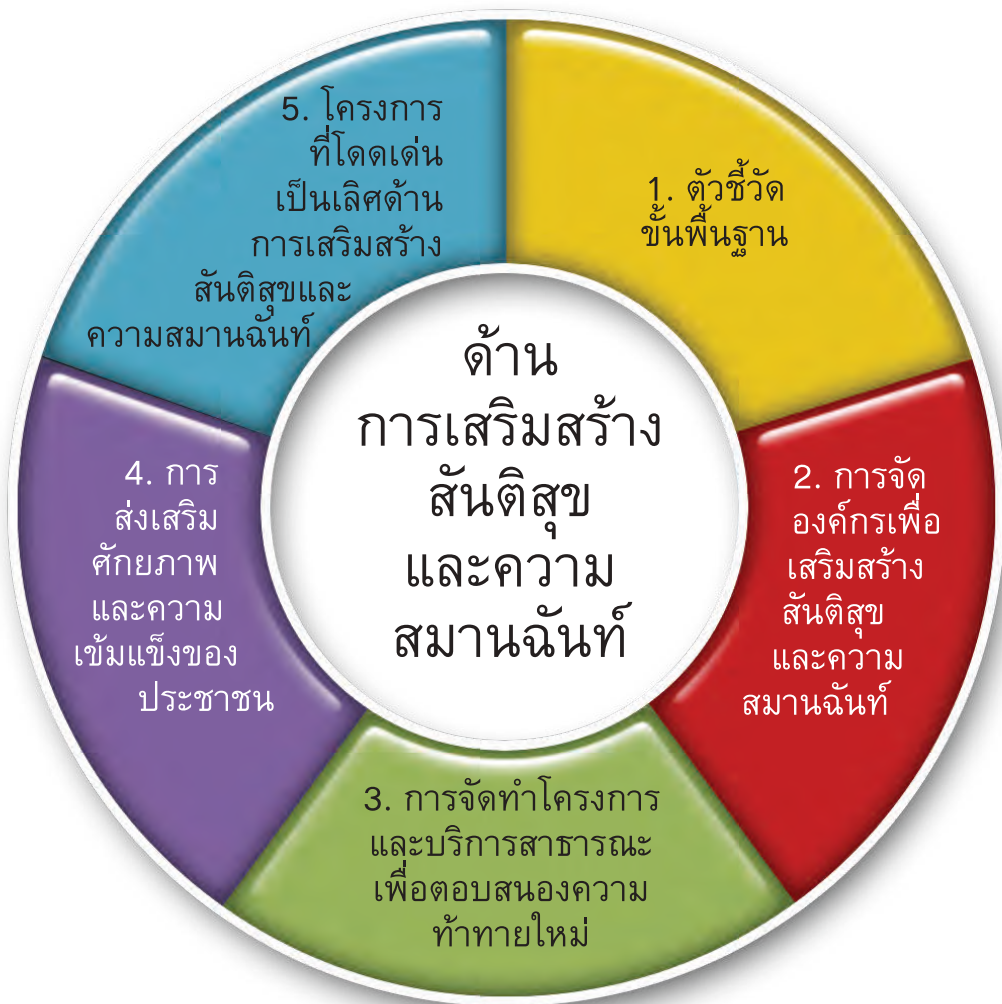 ด้าน
การเสริมสร้าง
สันติสุข
และความ
สมานฉันท์
1. ตัวชี้วัด
ขั้นพื้นฐาน
2. การจัด
องค์กรเพื่อ
เสริมสร้าง
สันติสุข
และความ
สมานฉันท์
3. การจัดทำโครงการ
และบริการสาธารณะ
เพื่อตอบสนองความ
ท้าทายใหม่
4. การ
ส่งเสริม
ศักยภาพ
และความ
เข้มแข็งของ
ประชาชน
5. โครงการ
ที่โดดเด่น
เป็นเลิศด้าน
การเสริมสร้าง
สันติสุขและ
ความสมานฉันท์